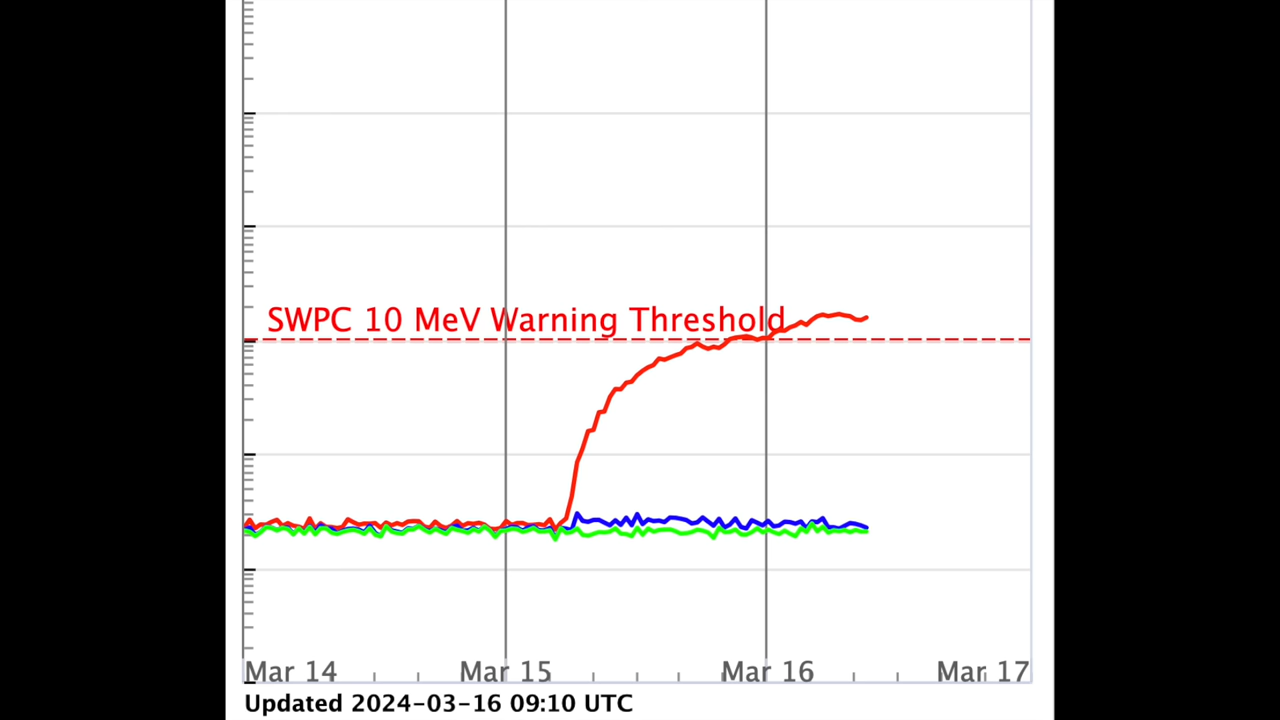 SWPC 10 MeV Warning Threshold
Mar 14 Mar 15 Mar 16 Mar 17
Updated 2024-03-16 09:10 UTC